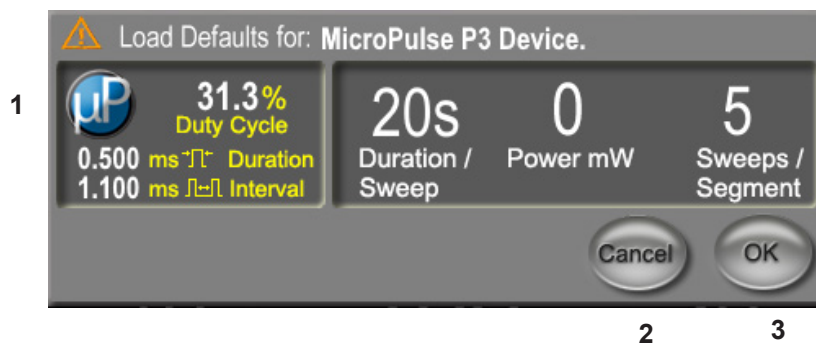 Load Defaults for: MicroPulse P3 Device.
1
µP
31.3%
Duty Cycle
0.500 ms Duration
1.100 ms Interval
20s
Duration /
Sweep
0
Power mW
5
Sweeps /
Segment
Cancel
OK
2
3